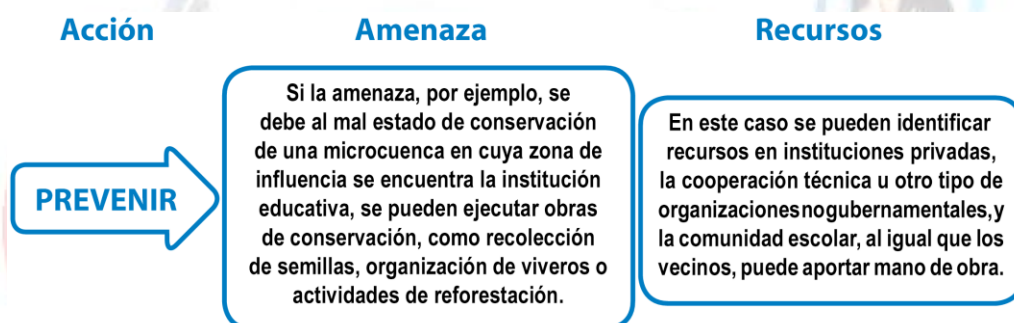 Acción
Amenaza
Recursos
PREVENIR
Si la amenaza, por ejemplo, se
debe al mal estado de conservación
de una microcuenca en cuya zona de
influencia se encuentra la institución
educativa, se pueden ejecutar obras
de conservación, como recolección
de semillas, organización de viveros o
actividades de reforestación.
En este caso se pueden identificar
recursos en instituciones privadas,
la cooperación técnica u otro tipo de
organizacionesnogubernamentales,y
la comunidad escolar, al igual que los
vecinos, puede aportar mano de obra.